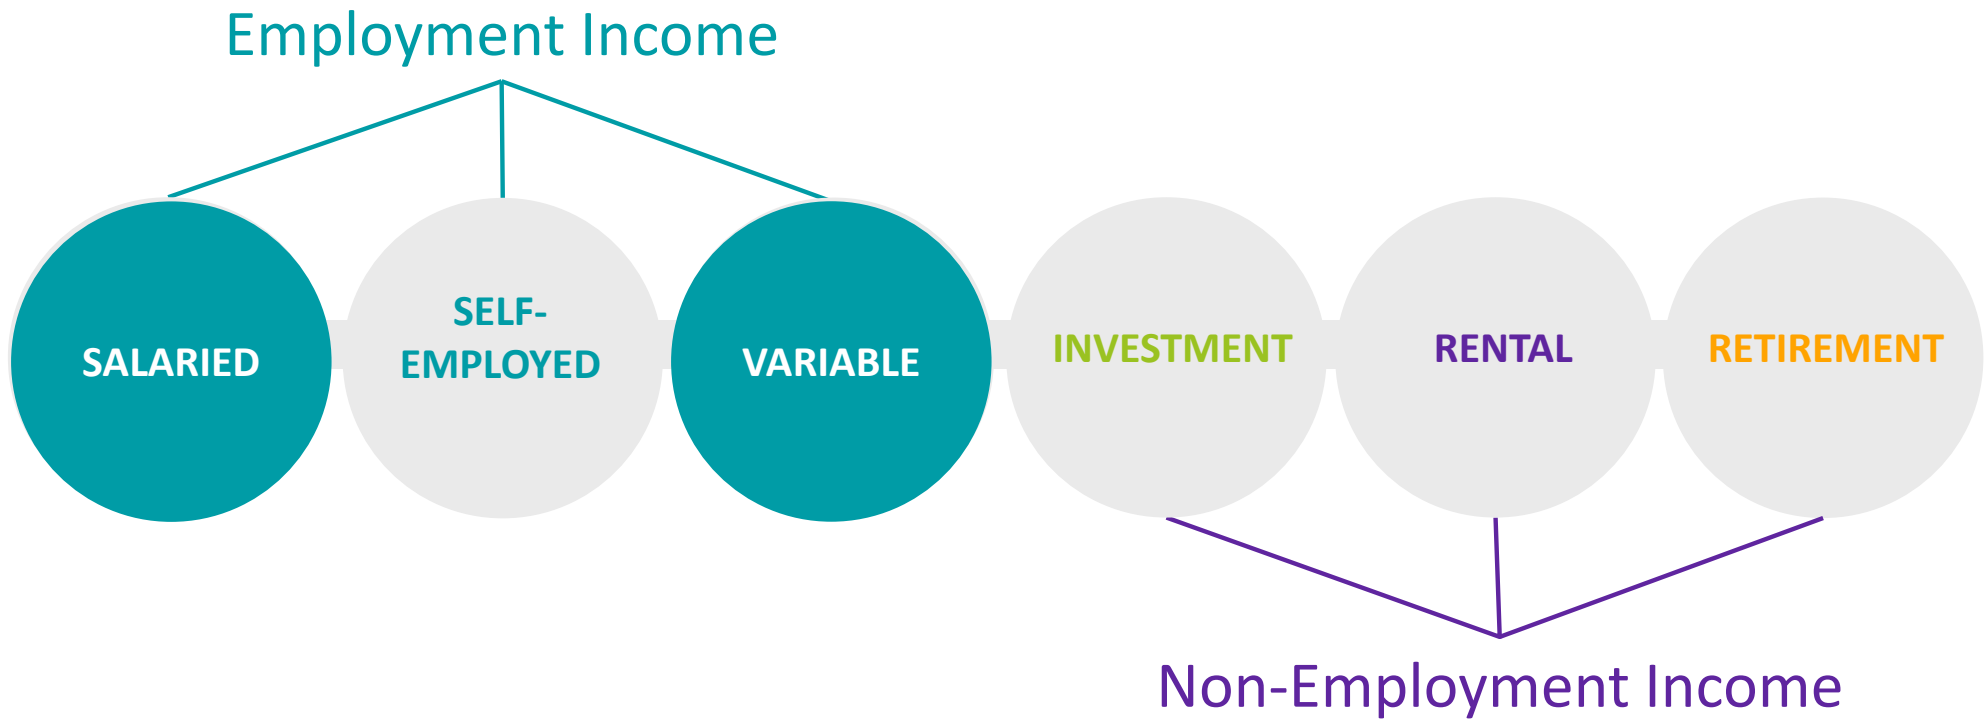 Employment Income
SALARIED
SELF-
EMPLOYED
VARIABLE
INVESTMENT
RENTAL
RETIREMENT
Non-Employment Income